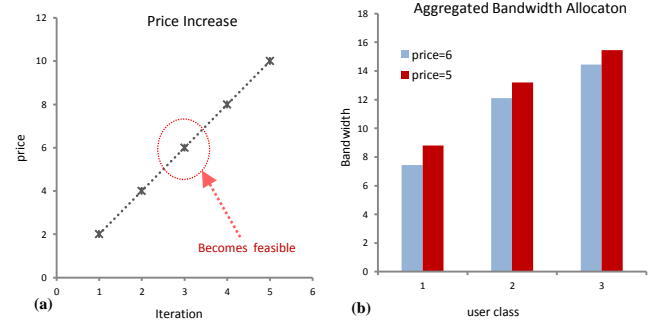 Price Increase
12
10
8
6
4
2
0
price
0 1 2 3 4 5 6
Iteration
Becomes feasible
(a)
Aggregated Bandwidth Allocaton
18
16
14
12
10
8
6
4
2
0
Bandwidth
price=6
price=5
1 2 3
user class
(b)